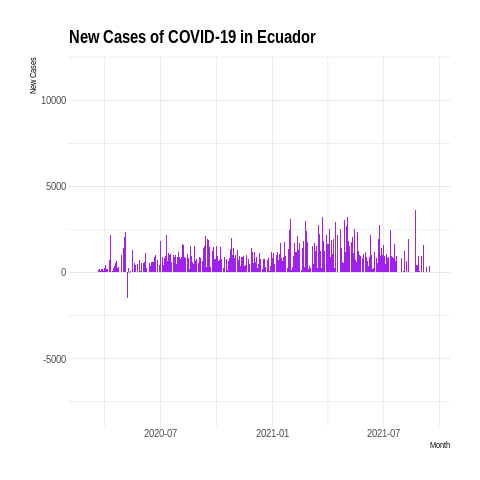 New Cases of COVID-19 in Ecuador
New Cases
10000
5000
0
-5000
2020-07
2021-01
2021-07
Month